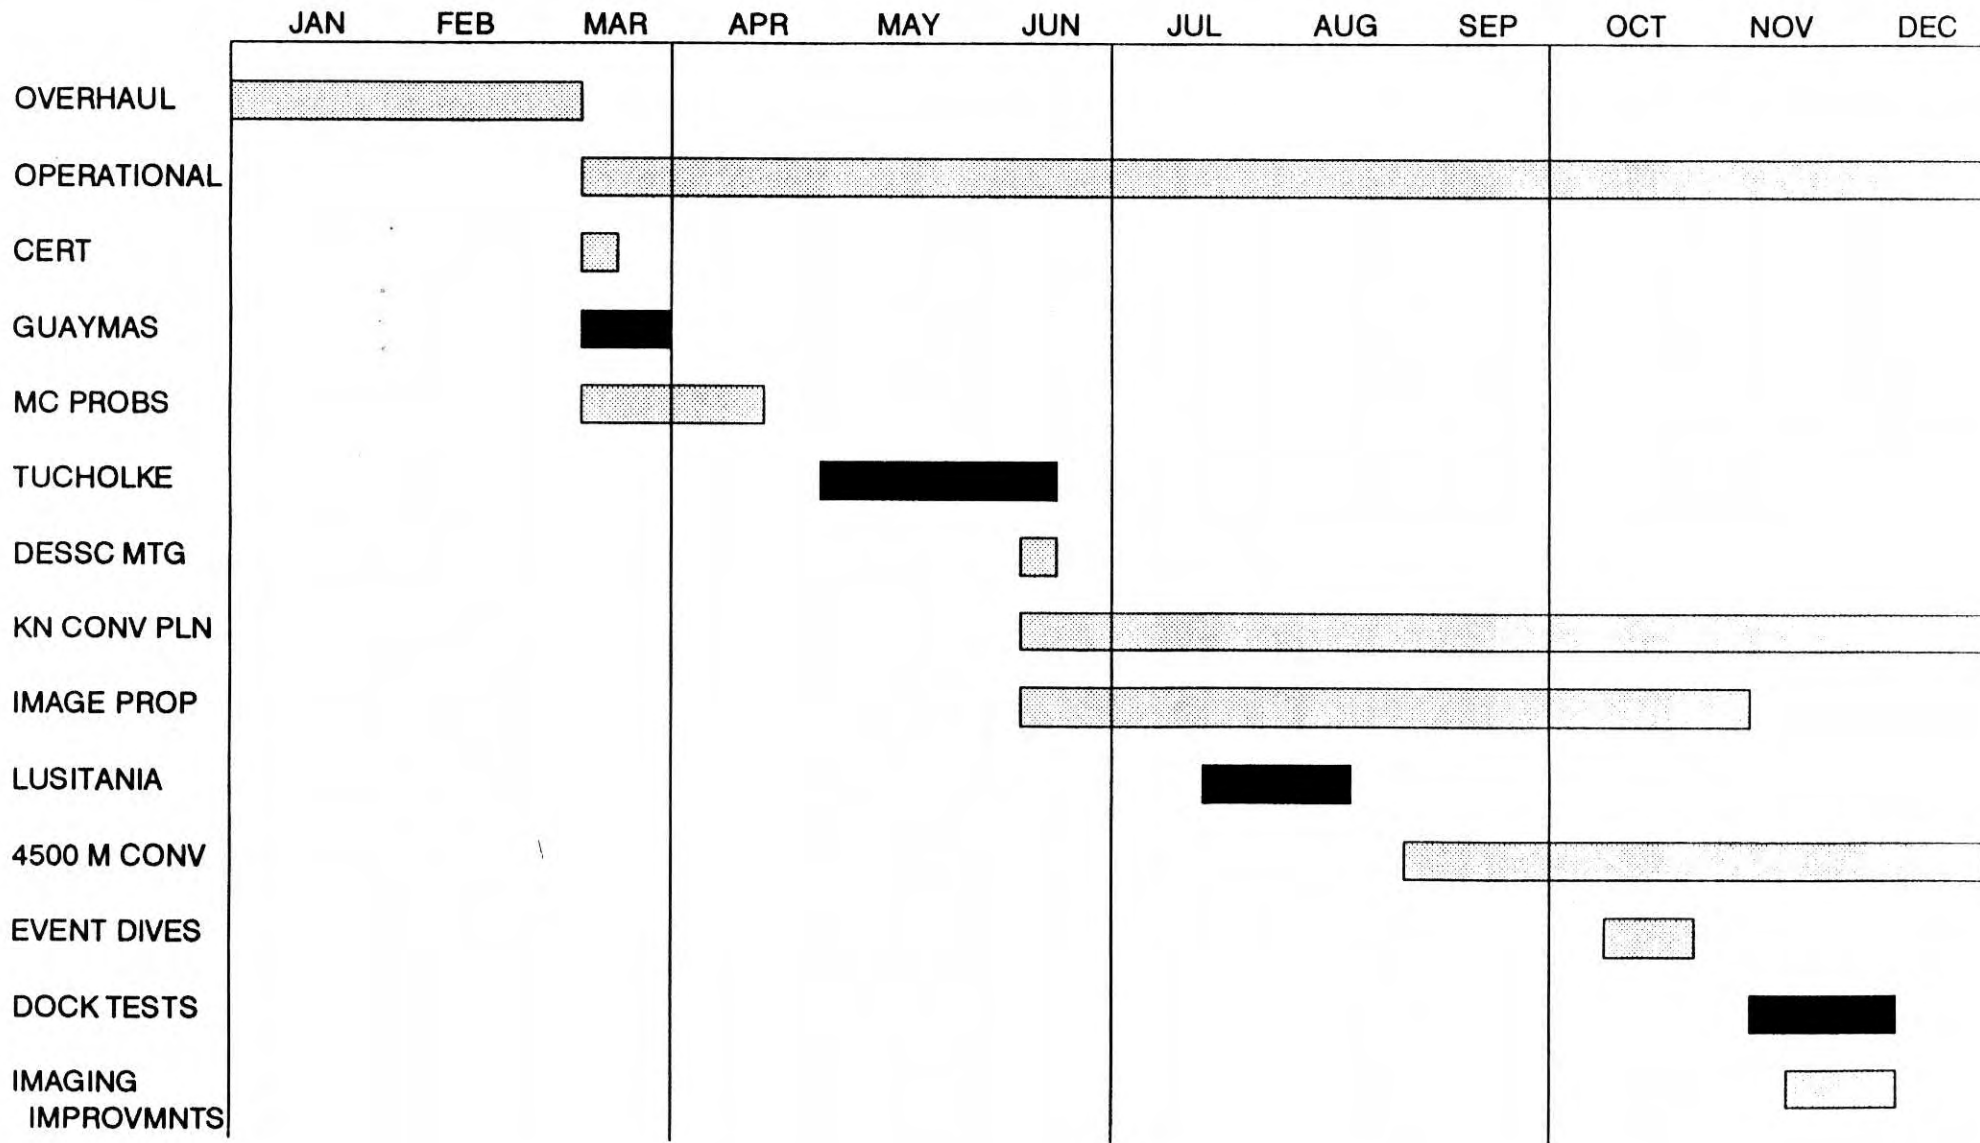 JAN FEB MAR APR MAY JUN JUL AUG SEP OCT NOV DEC
OVERHAUL
OPERATIONAL
CERT
GUAYMAS
MC PROBS
TUCHOLKE
DESSC MTG
KN CONV PLN
IMAGE PROP
LUSITANIA
4500 M CONV
EVENT DIVES
DOCK TESTS
IMAGING
IMPROVMNTS